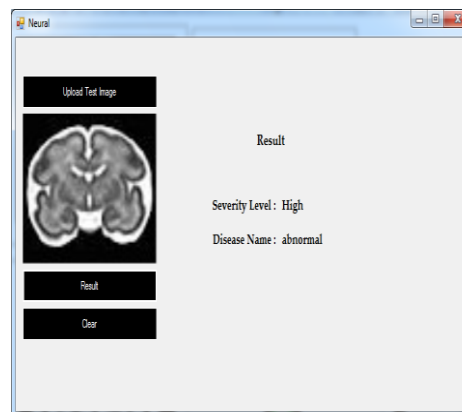 Neural
Upload Test Image
Result
Severity Level : High
Disease Name : abnormal
Result
Clear